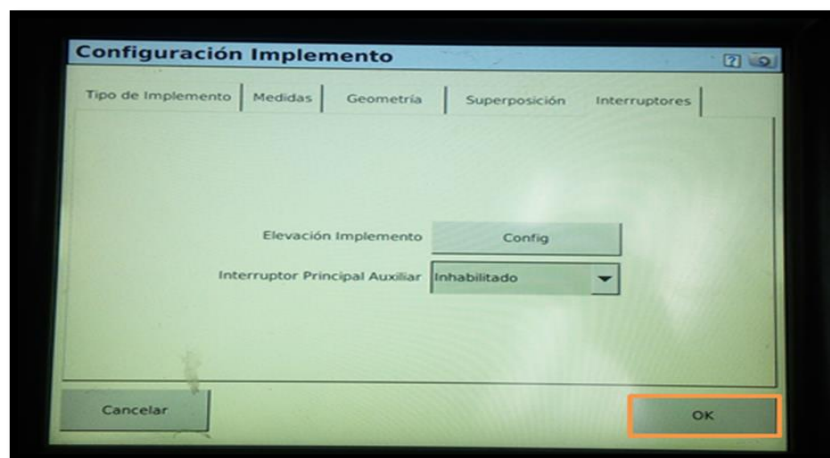 Configuración Implemento
?
Tipo de Implemento Medidas Geometría Superposición Interruptores
Elevación Implemento Config
Interruptor Principal Auxiliar Inhabilitado
Cancelar OK